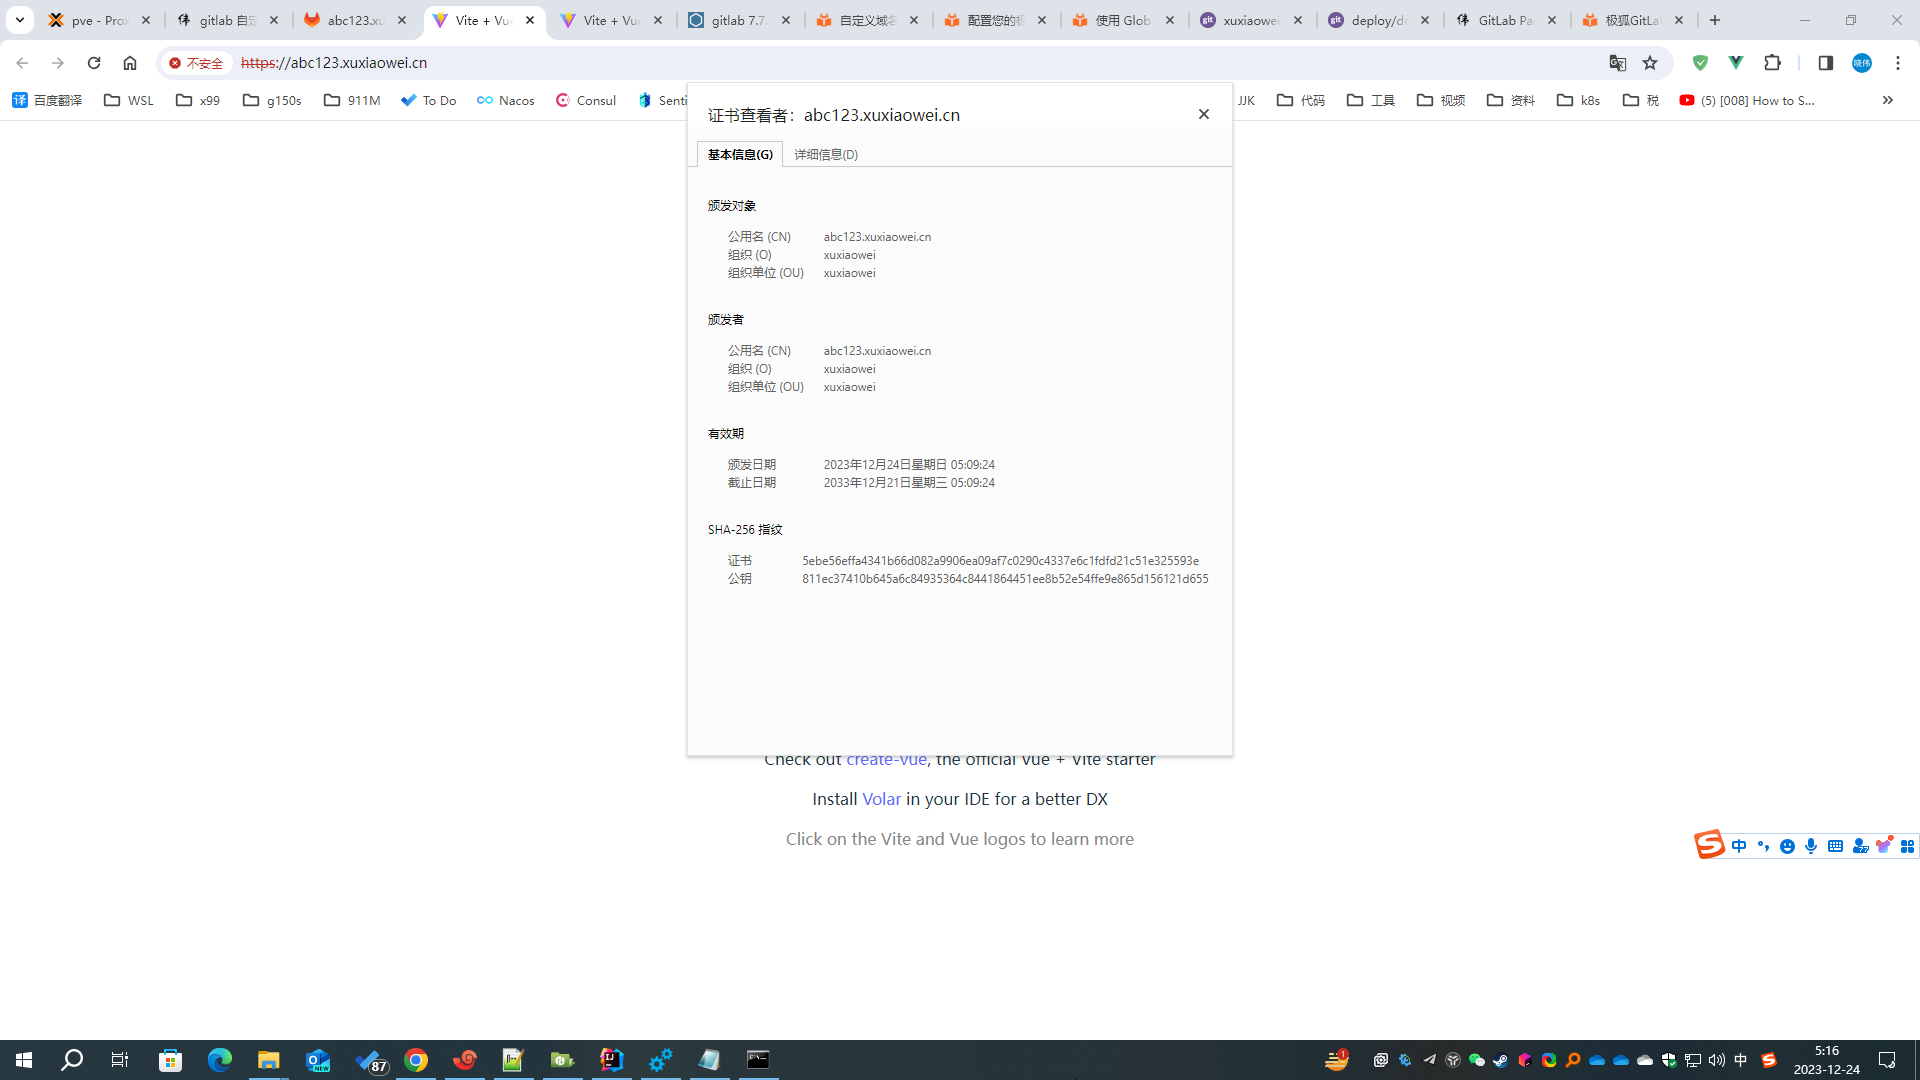 pve - Prox
gitlab 自定
abc123.xu
Vite + Vue
Vite + Vue
gitlab 7.7.
自定义域名
配置您的极
使用 Globa
xuxiaowei
deploy/de
GitLab Pa
极狐GitLa
不安全
https://abc123.xuxiaowei.cn
晓伟
百度翻译
WSL
x99
g150s
911M
To Do
Nacos
Consul
Senti
JJK
代码
工具
视频
资料
k8s
税
(5) [008] How to S...
证书查看者：abc123.xuxiaowei.cn
基本信息(G)
详细信息(D)
颁发对象
公用名 (CN) abc123.xuxiaowei.cn
组织 (O) xuxiaowei
组织单位 (OU) xuxiaowei
颁发者
公用名 (CN) abc123.xuxiaowei.cn
组织 (O) xuxiaowei
组织单位 (OU) xuxiaowei
有效期
颁发日期 2023年12月24日星期日 05:09:24
截止日期 2033年12月21日星期三 05:09:24
SHA-256 指纹
证书 5ebe56effa4341b66d082a9906ea09af7c0290c4337e6c1fdfd21c51e325593e
公钥 811ec37410b645a6c84935364c8441864451ee8b52e54ffe9e865d156121d655
Check out create-vue, the official Vue + Vite starter
Install Volar in your IDE for a better DX
Click on the Vite and Vue logos to learn more
中
87
中
5:16
2023-12-24